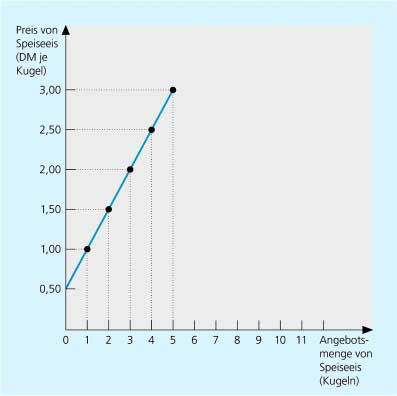 Preis von
Speiseeis
(DM je
Kugel)
3,00
2,50
2,00
1,50
1,00
0,50
0 1 2 3 4 5 6 7 8 9 10 11 Angebots-
menge von
Speiseeis
(Kugeln)